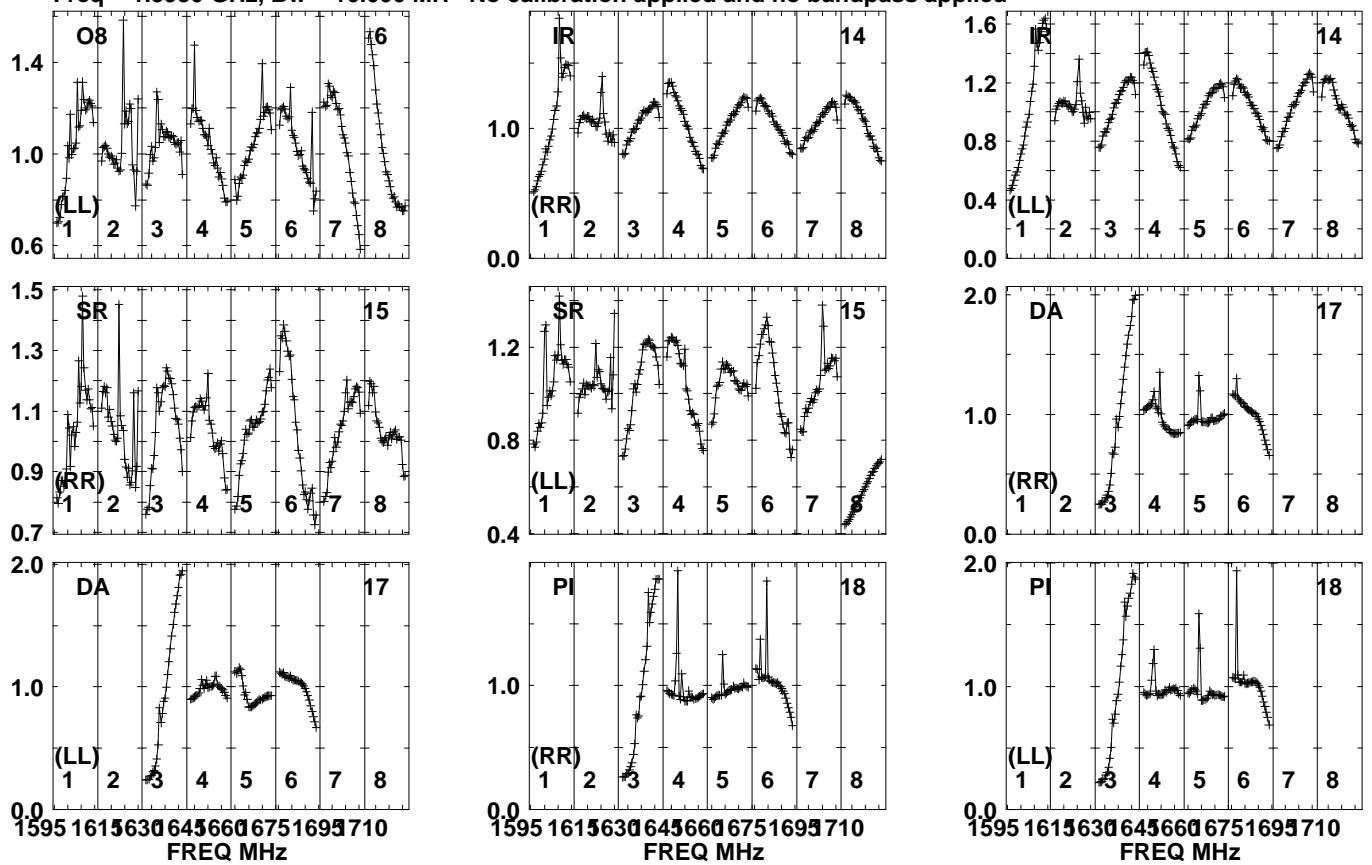 No calibration applied and no bandpass applied
O8 6 IR 14 IR 14
1.4 1.2 1.0 0.8 0.6 (LL) 1 2 3 4 5 6 7 8
1.0 0.0 (RR) 1 2 3 4 5 6 7 8
1.6 1.2 0.8 0.4 0.0 (LL) 1 2 3 4 5 6 7 8
SR 15 SR 15 DA 17
1.5 1.3 1.1 0.9 0.7 (RR) 1 2 3 4 5 6 7 8
1.2 0.8 0.4 (LL) 1 2 3 4 5 6 7 8
2.0 1.0 0.0 (RR) 1 2 3 4 5 6 7 8
DA 17 PI 18 PI 18
2.0 1.0 0.0 (LL) 1 2 3 4 5 6 7 8
1.0 0.0 (RR) 1 2 3 4 5 6 7 8
2.0 1.0 0.0 (LL) 1 2 3 4 5 6 7 8
1595 1615 1630 1645 1660 1675 1695 1710 1595 1615 1630 1645 1660 1675 1695 1710 1595 1615 1630 1645 1660 1675 1695 1710
FREQ MHz FREQ MHz FREQ MHz